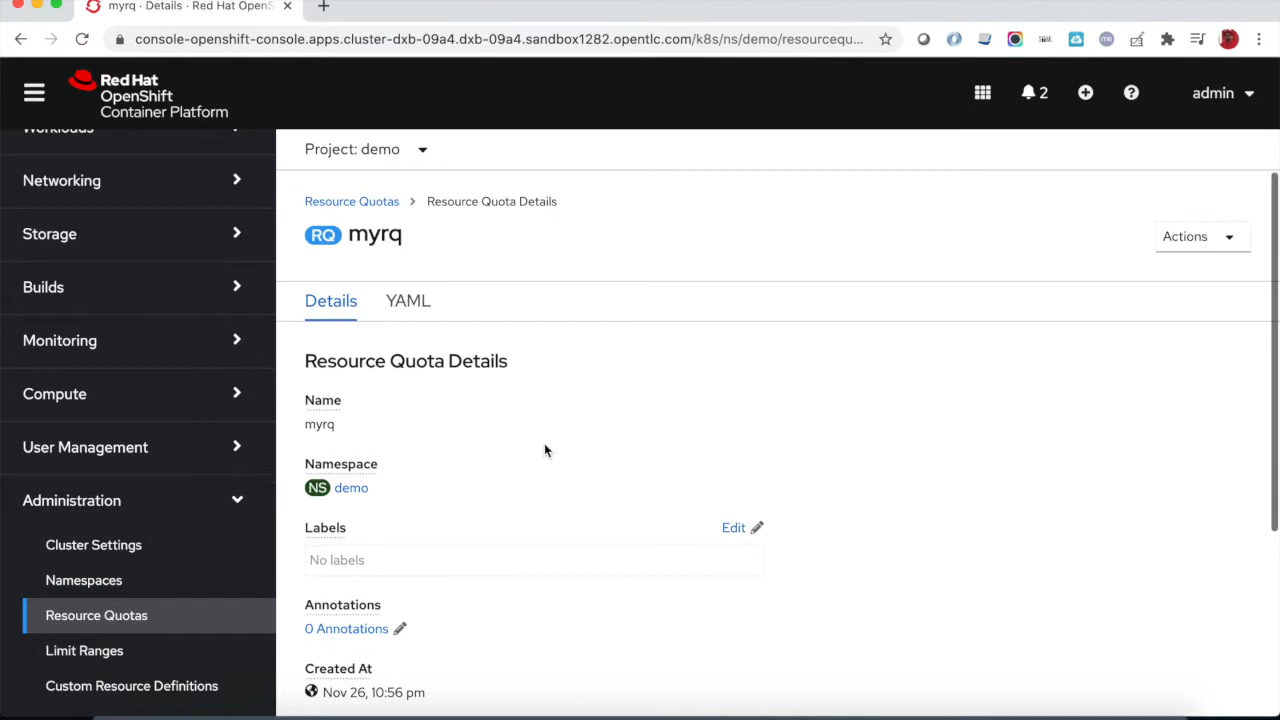 myrq · Details · Red Hat OpenS
console-openshift-console.apps.cluster-dxb-09a4.dxb-09a4.sandbox1282.opentlc.com/k8s/ns/demo/resourcequ...
Red Hat
OpenShift
Container Platform
2
admin
Workloads
Networking
Storage
Builds
Monitoring
Compute
User Management
Administration
Cluster Settings
Namespaces
Resource Quotas
Limit Ranges
Custom Resource Definitions
Project: demo
Resource Quotas > Resource Quota Details
RQ myrq
Actions
Details YAML
Resource Quota Details
Name
myrq
Namespace
NS demo
Labels
Edit
No labels
Annotations
0 Annotations
Created At
Nov 26, 10:56 pm